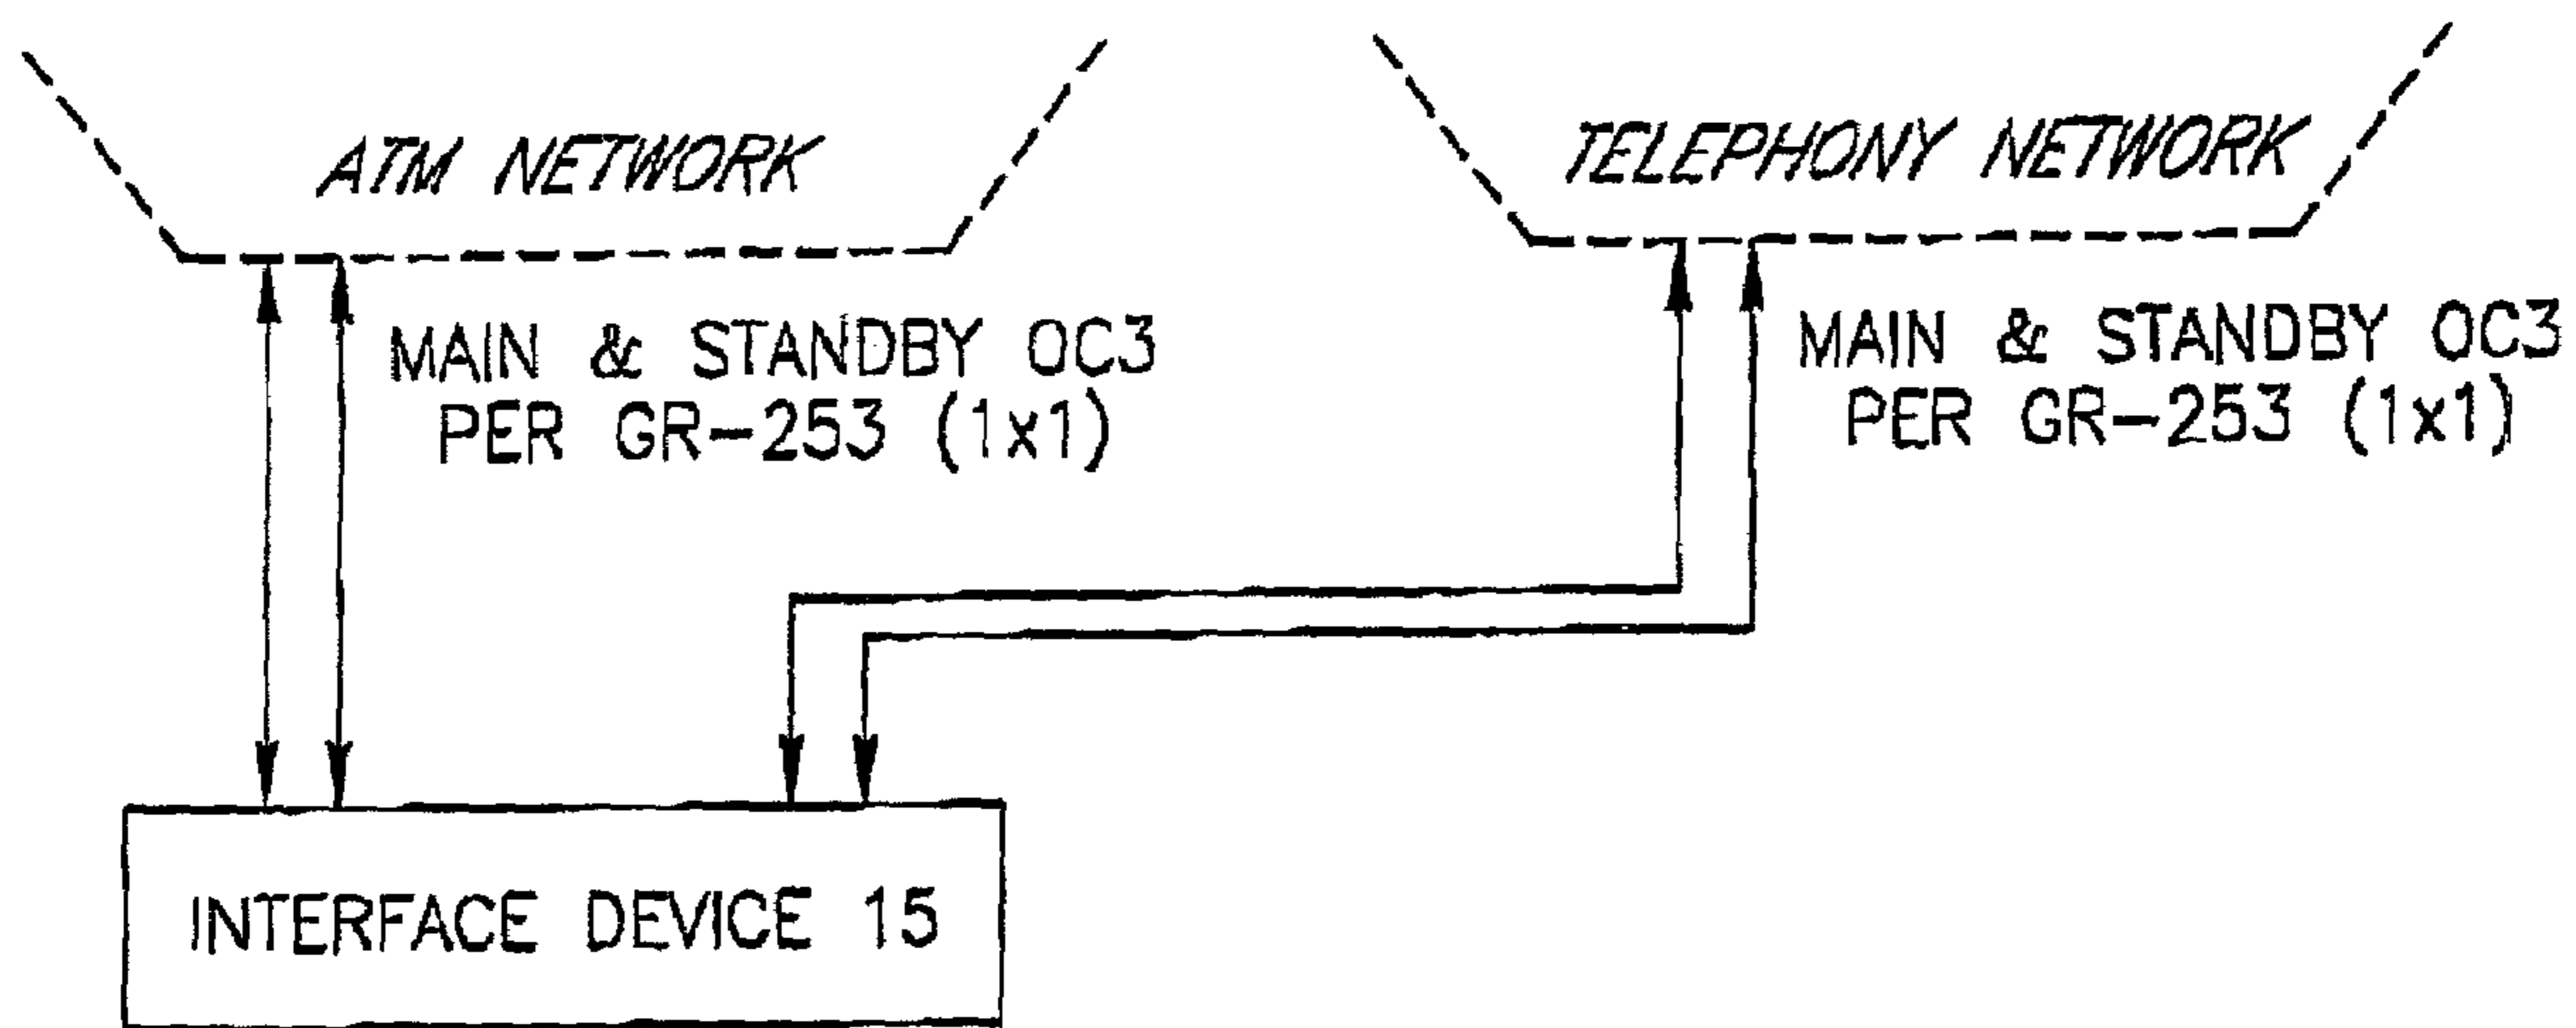 ATM NETWORK
TELEPHONY NETWORK
MAIN & STANDBY OC3
PER GR-253 (1x1)
MAIN & STANDBY OC3
PER GR-253 (1x1)
INTERFACE DEVICE 15